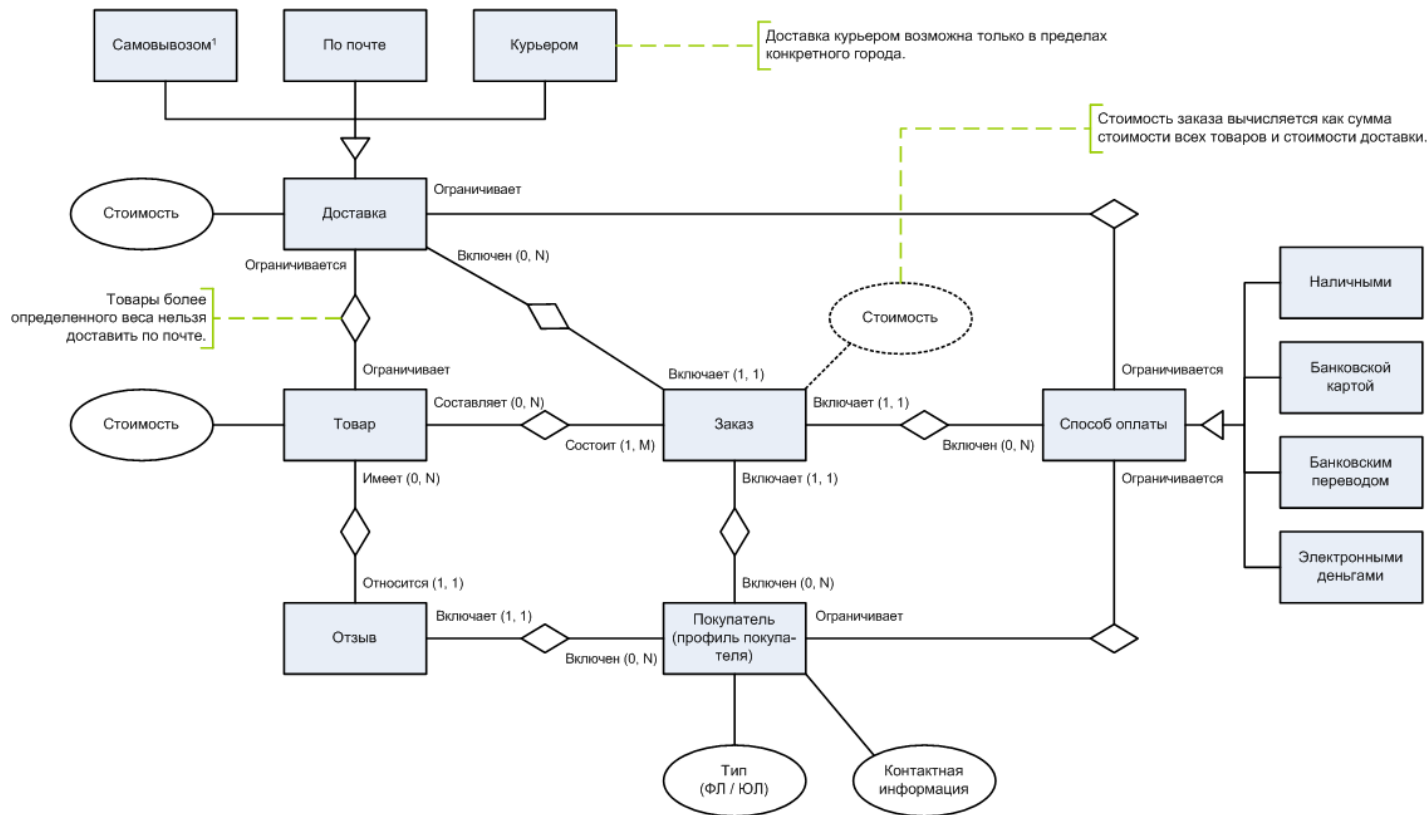 Самовывозом¹
По почте
Курьером
Доставка курьером возможна только в пределах
конкретного города.
Стоимость заказа вычисляется как сумма
стоимости всех товаров и стоимости доставки.
Ограничивает
Стоимость
Доставка
Включен (0, N)
Ограничивается
Наличными
Товары более
определенного веса нельзя
доставить по почте.
Стоимость
Ограничивает
Включает (1, 1)
Ограничивается
Банковской
картой
Составляет (0, N)
Включает (1, 1)
Стоимость
Товар
Заказ
Способ оплаты
Состоит (1, M)
Включен (0, N)
Имеет (0, N)
Включает (1, 1)
Ограничивается
Банковским
переводом
Электронными
деньгами
Относится (1, 1)
Включен (0, N)
Включает (1, 1)
Ограничивает
Отзыв
Покупатель
(профиль покупа-
теля)
Включен (0, N)
Тип
(ФЛ / ЮЛ)
Контактная
информация